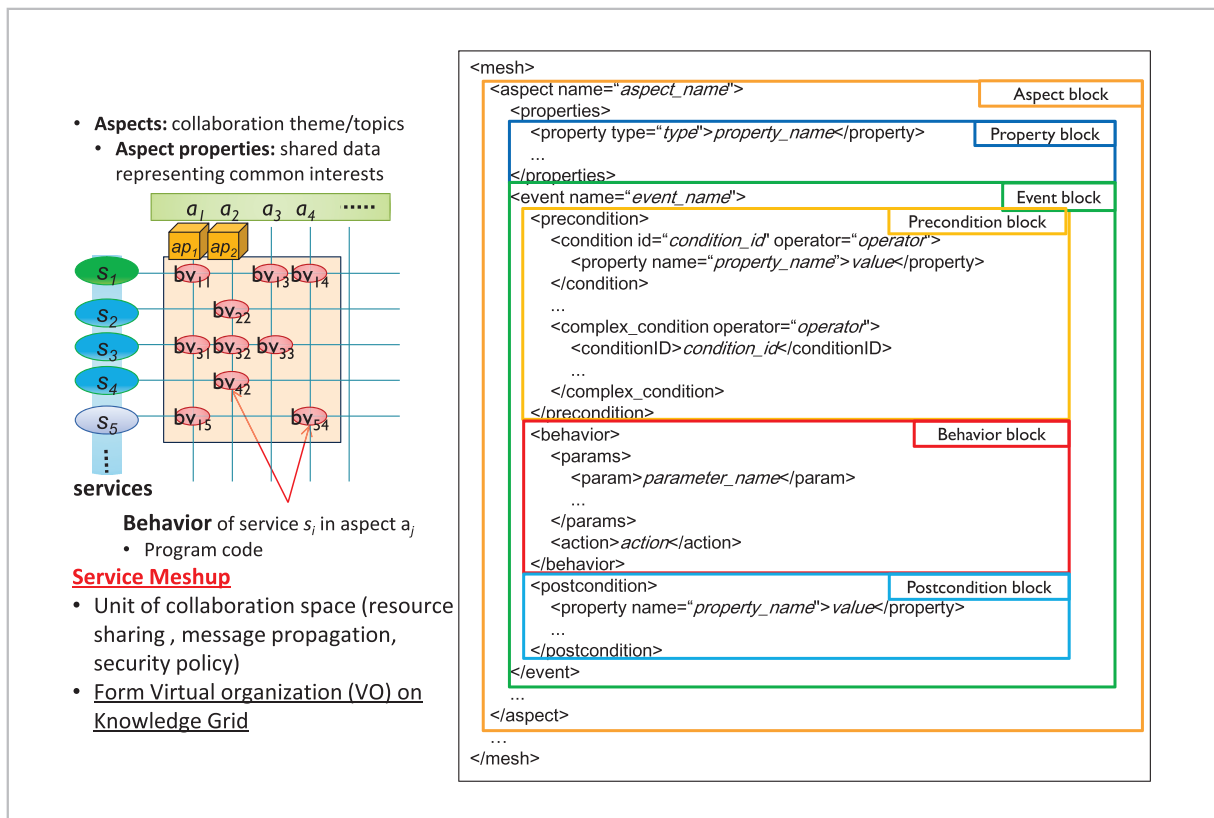 • Aspects: collaboration theme/topics
• Aspect properties: shared data
representing common interests
a1 a2 a3 a4 ·····
ap1 ap2
s1 bv11 bv13 bv14
s2 bv22
s3 bv31 bv32 bv33
s4 bv42
s5 bv15 bv54
services
Behavior of service si in aspect aj
• Program code
Service Meshup
• Unit of collaboration space (resource
sharing , message propagation,
security policy)
• Form Virtual organization (VO) on
Knowledge Grid
<mesh>
<aspect name=“aspect_name"> Aspect block
<properties>
<property type=“type”>property_name</property> Property block
...
</properties>
<event name=“event_name”> Event block
<precondition> Precondition block
<condition id=“condition_id" operator=“operator”>
<property name=“property_name”>value</property>
</condition>
...
<complex_condition operator=“operator”>
<conditionID>condition_id</conditionID>
...
</complex_condition>
</precondition>
<behavior> Behavior block
<params>
<param>parameter_name</param>
...
</params>
<action>action</action>
</behavior>
<postcondition> Postcondition block
<property name=“property_name">value</property>
...
</postcondition>
</event>
...
</aspect>
...
</mesh>